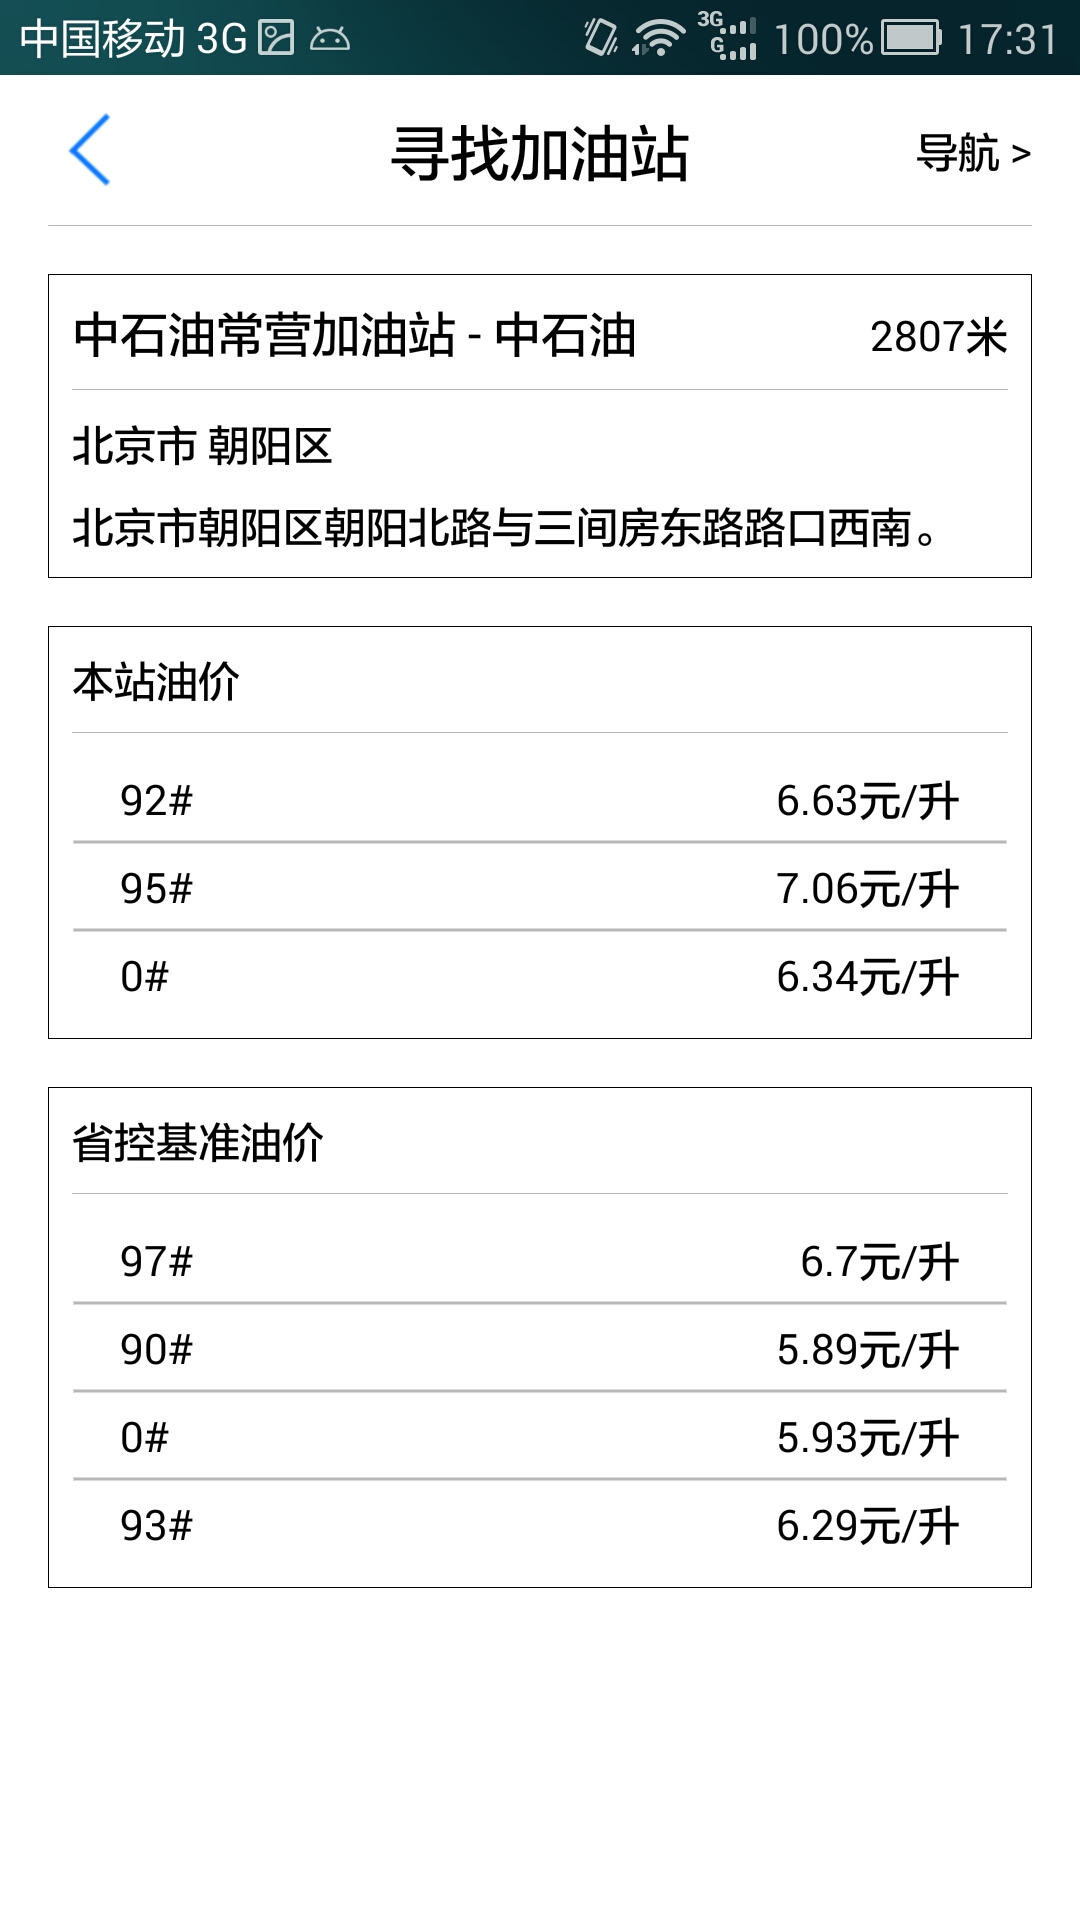 中国移动 3G 3G G 100% 17:31
寻找加油站 导航 >
中石油常营加油站 - 中石油 2807米
北京市 朝阳区
北京市朝阳区朝阳北路与三间房东路路口西南。
本站油价
92# 6.63元/升
95# 7.06元/升
0# 6.34元/升
省控基准油价
97# 6.7元/升
90# 5.89元/升
0# 5.93元/升
93# 6.29元/升